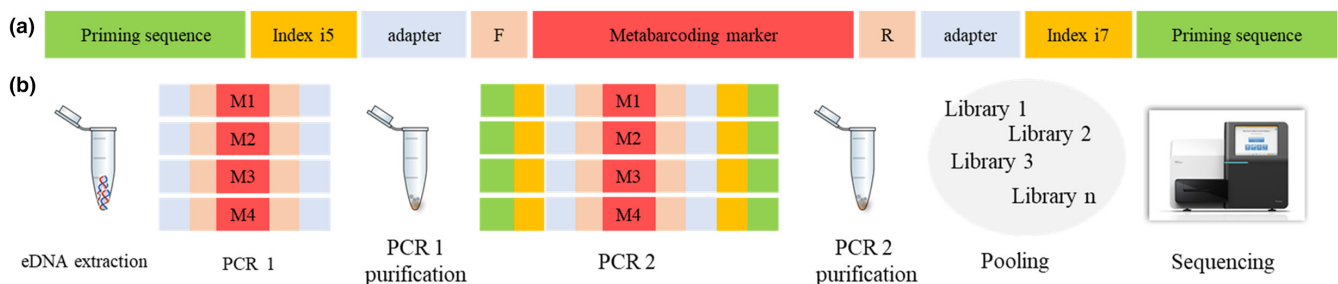 (a)
Priming sequence Index i5 adapter F Metabarcoding marker R adapter Index i7 Priming sequence
(b)
M1 M1
M2 M2
M3 M3
M4 M4
Library 1
Library 2
Library 3
Library n
eDNA extraction PCR 1 PCR 1 purification PCR 2 PCR 2 purification Pooling Sequencing